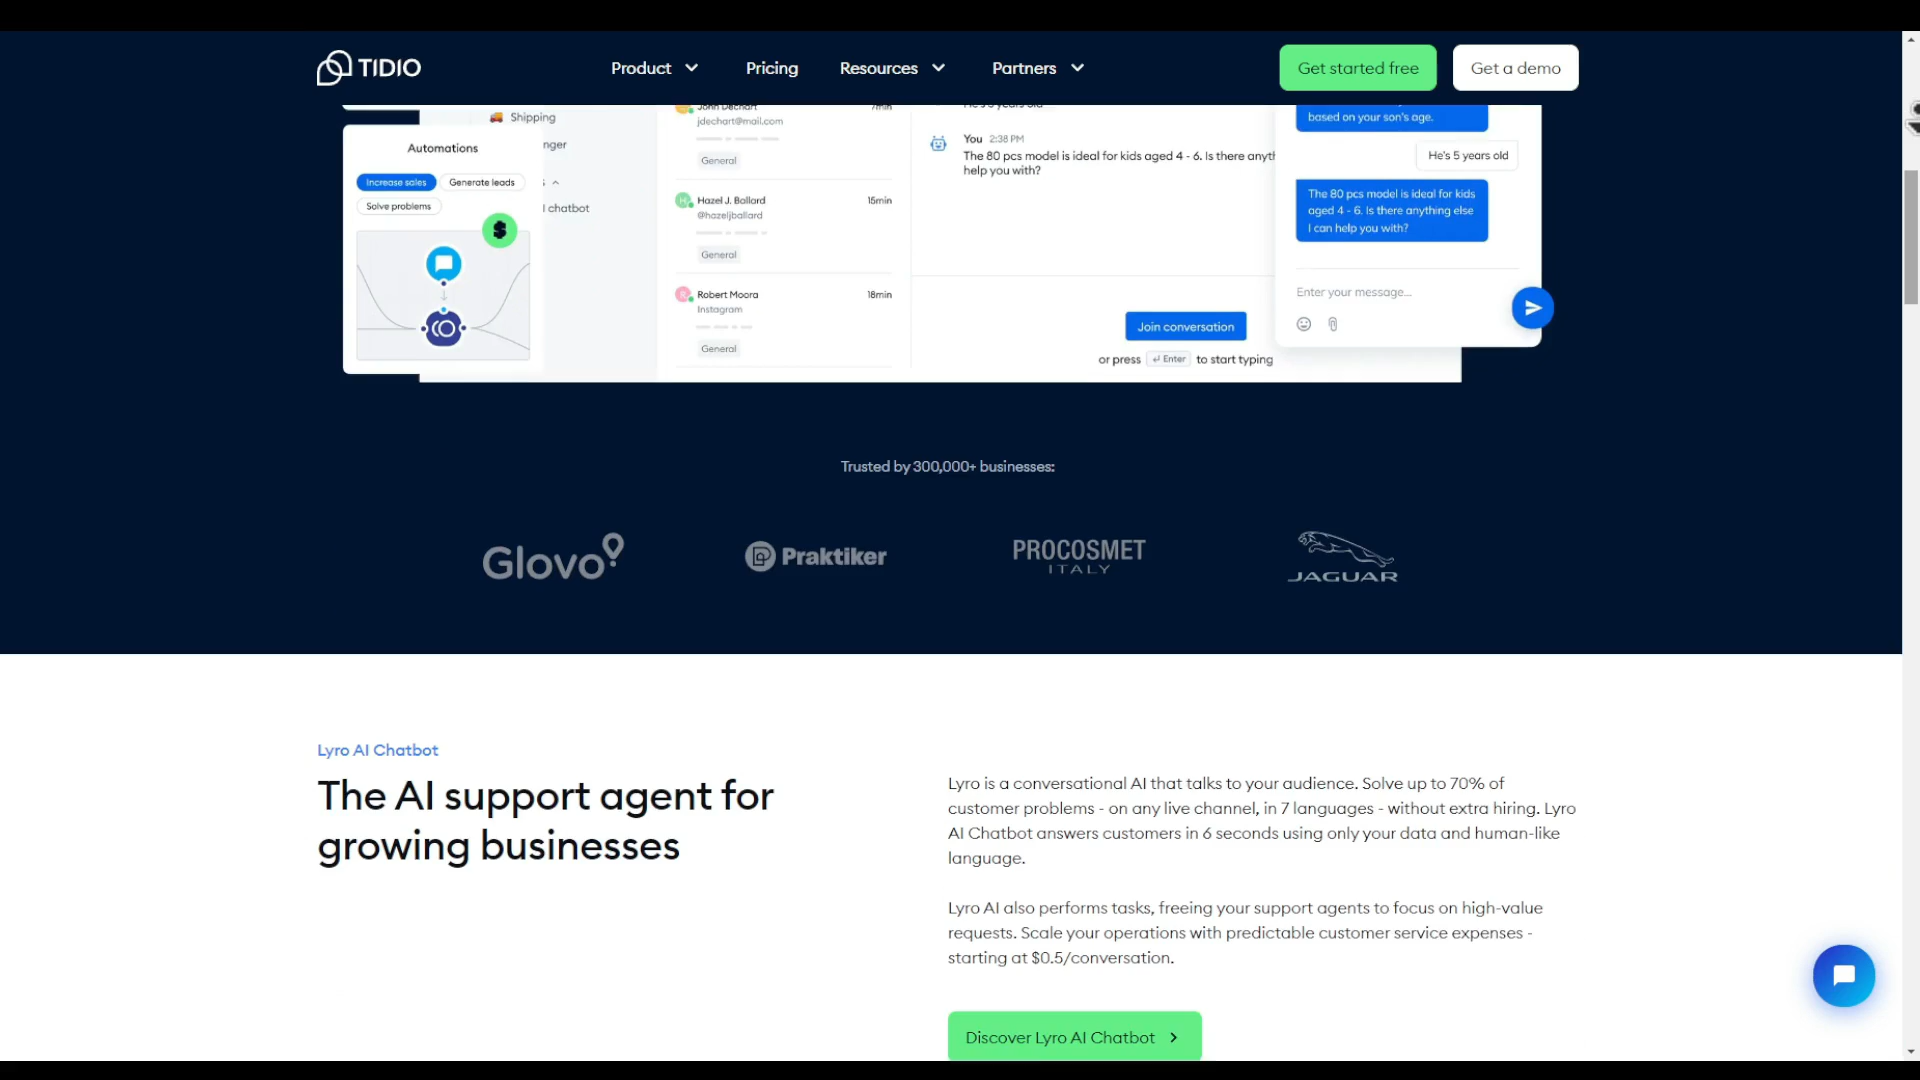 TIDIO
Product
Pricing
Resources
Partners
Get started free
Get a demo
Automations
Increase sales
Generate leads
Solve problems
Shipping
nger
I chatbot
John Dechart
7min
jdechart@mail.com
General
Hazel J. Ballard
15min
@hazeljballard
General
Robert Moora
18min
Instagram
General
He's 5 years old
You 2:38 PM
The 80 pcs model is ideal for kids aged 4 - 6. Is there anyth
help you with?
Join conversation
or press ↵ Enter to start typing
based on your son's age.
He's 5 years old
The 80 pcs model is ideal for kids
aged 4 - 6. Is there anything else
I can help you with?
Enter your message...
Trusted by 300,000+ businesses:
Glovo
Praktiker
PROCOSMET
ITALY
JAGUAR
Lyro AI Chatbot
The AI support agent for
growing businesses
Lyro is a conversational AI that talks to your audience. Solve up to 70% of
customer problems - on any live channel, in 7 languages - without extra hiring. Lyro
AI Chatbot answers customers in 6 seconds using only your data and human-like
language.
Lyro AI also performs tasks, freeing your support agents to focus on high-value
requests. Scale your operations with predictable customer service expenses -
starting at $0.5/conversation.
Discover Lyro AI Chatbot